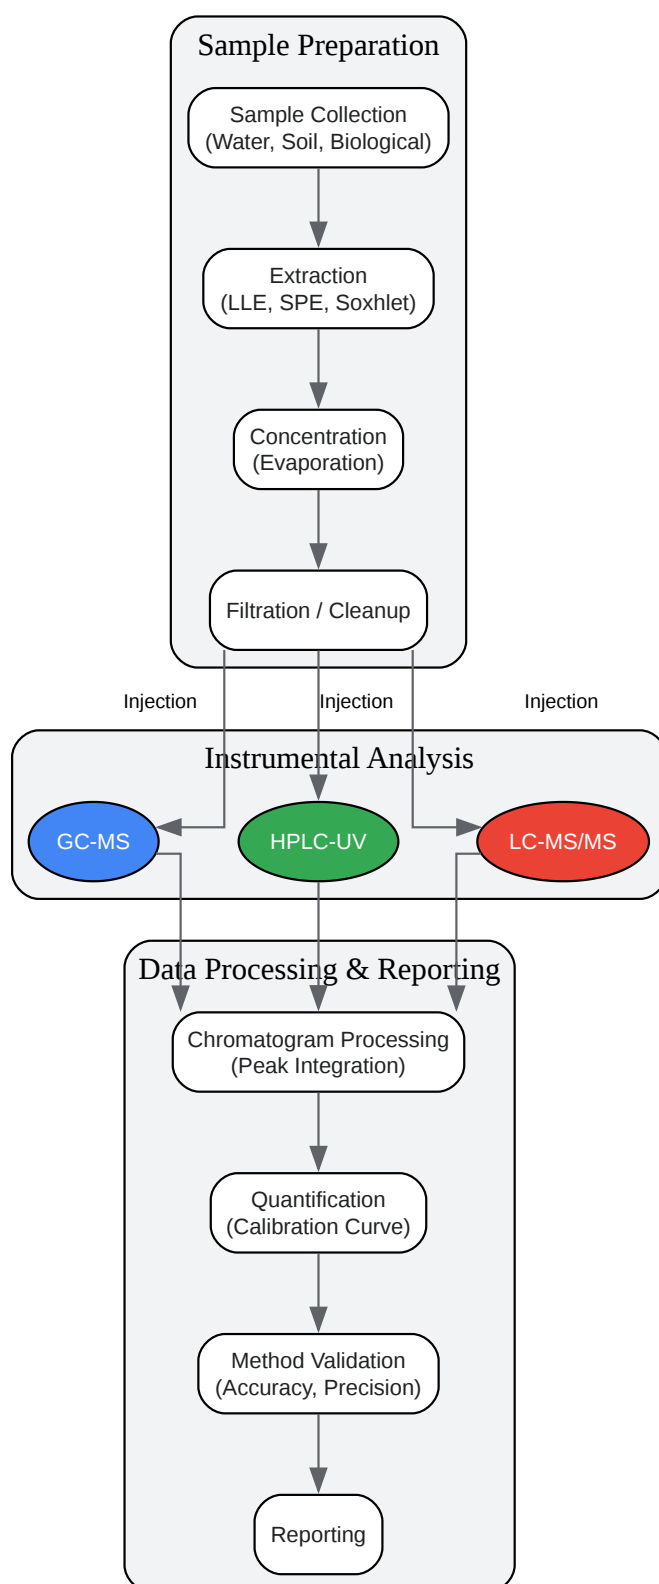 Sample Preparation
Sample Collection
(Water, Soil, Biological)
Extraction
(LLE, SPE, Soxhlet)
Concentration
(Evaporation)
Filtration / Cleanup
Injection
Injection
Injection
Instrumental Analysis
GC-MS
HPLC-UV
LC-MS/MS
Data Processing & Reporting
Chromatogram Processing
(Peak Integration)
Quantification
(Calibration Curve)
Method Validation
(Accuracy, Precision)
Reporting